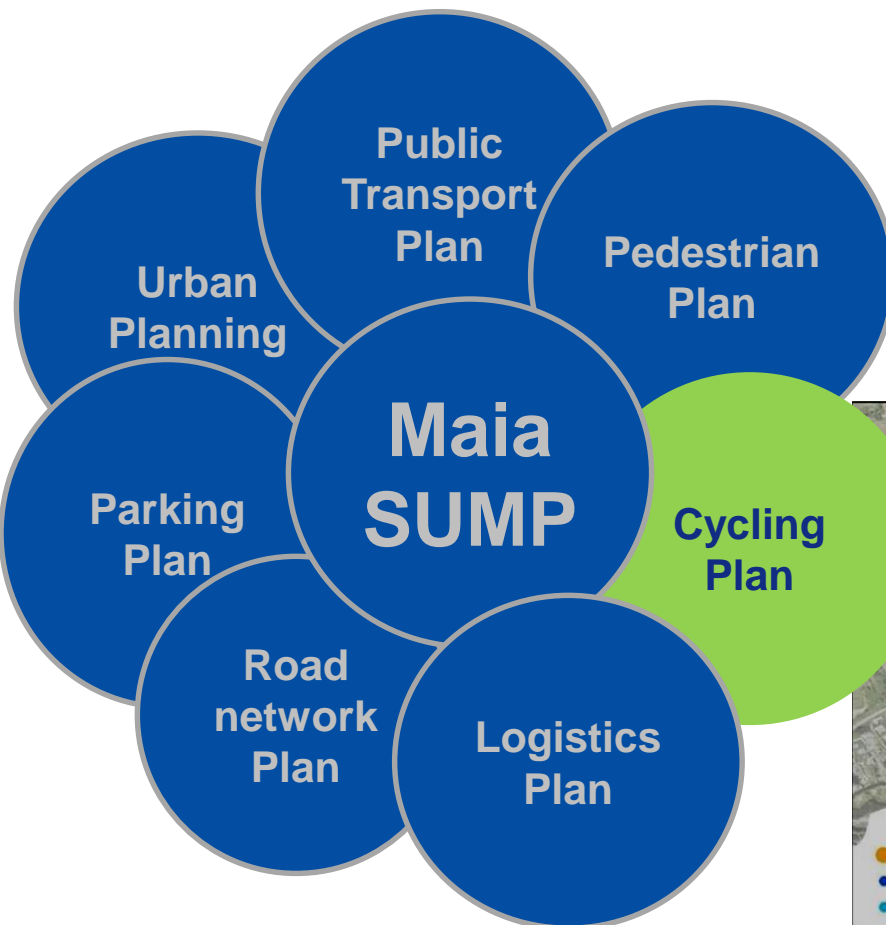 Public
Transport
Plan
Pedestrian
Plan
Urban
Planning
Maia
SUMP
Parking
Plan
Cycling
Plan
Road
network
Plan
Logistics
Plan